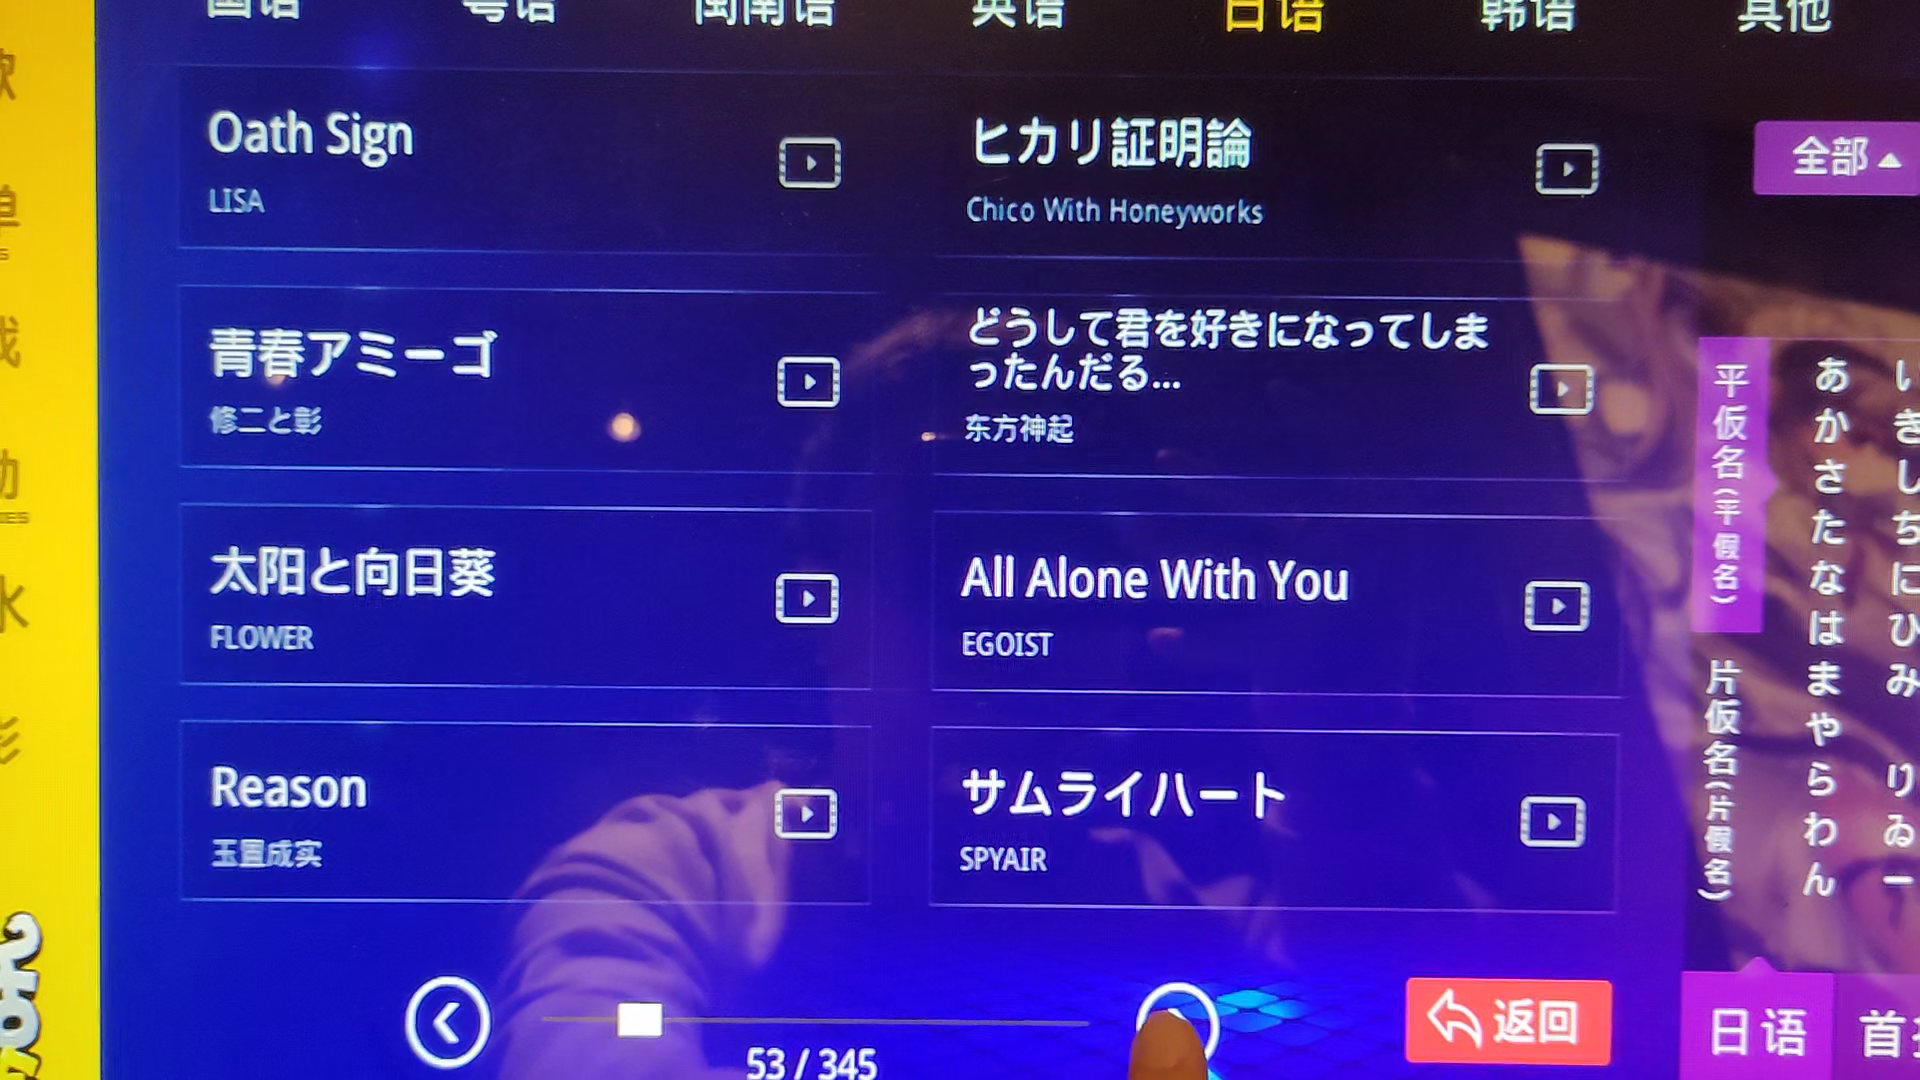 国语 粤语 闽南语 英语 日语 韩语 其他
Oath Sign
LISA
ヒカリ証明論
Chico With Honeyworks
全部
青春アミーゴ
修二と彰
どうして君を好きになってしま
ったんだる...
东方神起
太阳と向日葵
FLOWER
All Alone With You
EGOIST
Reason
玉置成实
サムライハート
SPYAIR
平仮名(平假名)
片仮名(片假名)
あ い
か き
さ し
た ち
な に
は ひ
ま み
や
ら り
わ ゐ
ん ー
53 / 345
返回
日语
首